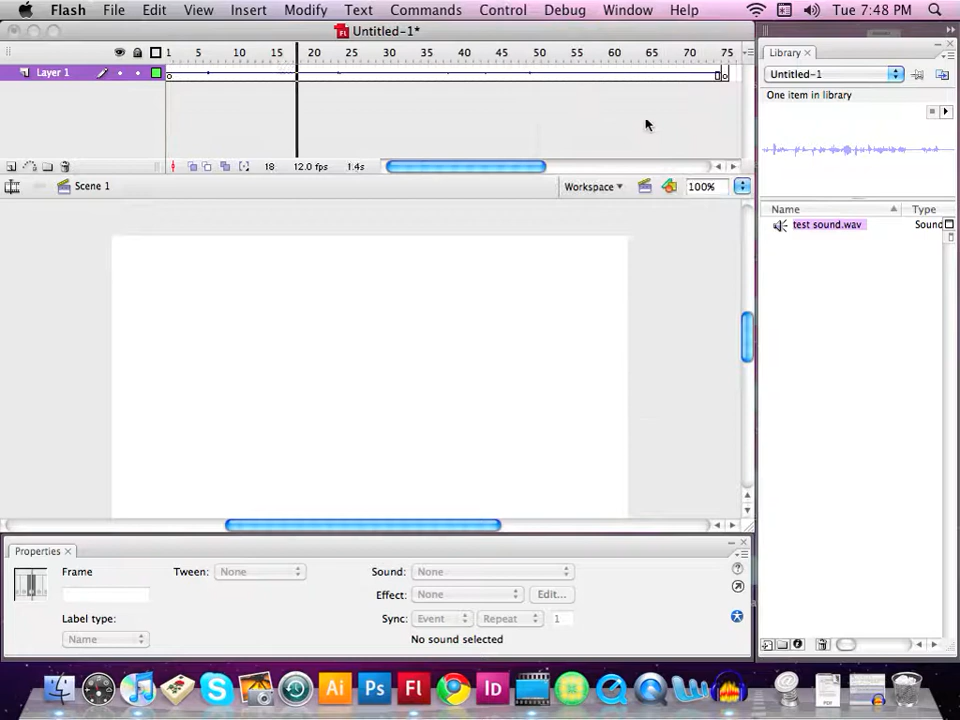 Flash File Edit View Insert Modify Text Commands Control Debug Window Help Tue 7:48 PM
Untitled-1*
Library
1 5 10 15 20 25 30 35 40 45 50 55 60 65 70 75
Layer 1
Untitled-1
One item in library
18 12.0 fps 1.4s
Scene 1 Workspace 100%
Name Type
test sound.wav Sound
Properties
Frame Tween: None Sound: None
Effect: None Edit...
Label type: Sync: Event Repeat 1
Name No sound selected
Ai Ps Fl Id
PDF